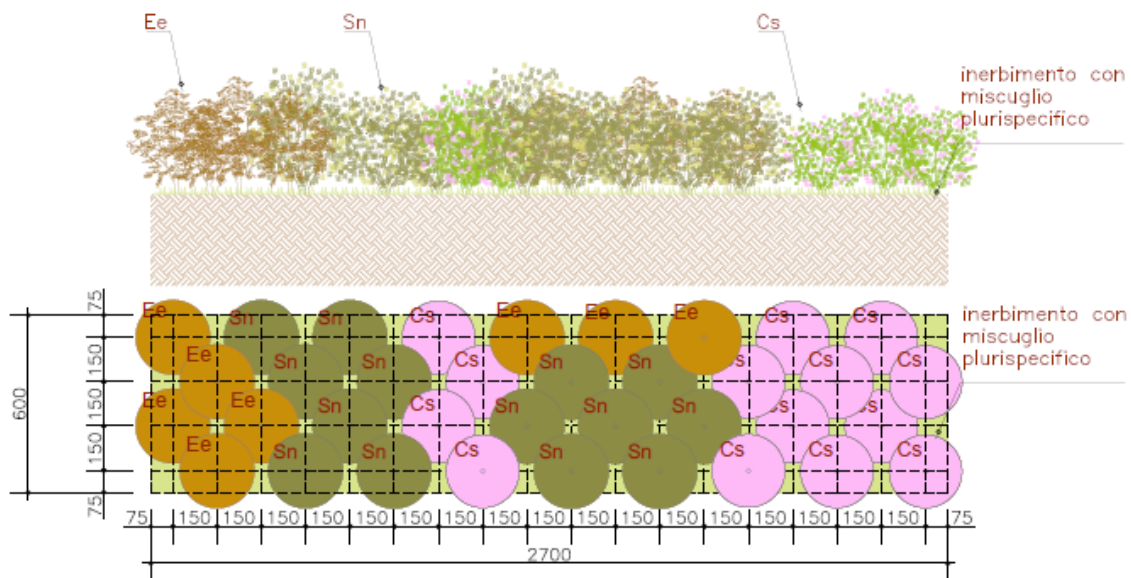 Ee Sn Cs
inerbimento con
miscuglio
plurispecifico
75
150
150
150
75
600
Ee Sn Sn Cs Ee Ee Ee Cs Cs
Ee Sn Sn Cs Sn Sn Cs Cs Cs
Ee Ee Sn Cs Sn Sn Sn Cs Cs
Ee Sn Sn Cs Sn Sn Cs Cs Cs
inerbimento con
miscuglio
plurispecifico
75 150 150 150 150 150 150 150 150 150 150 150 150 150 150 150 150 150 75
2700